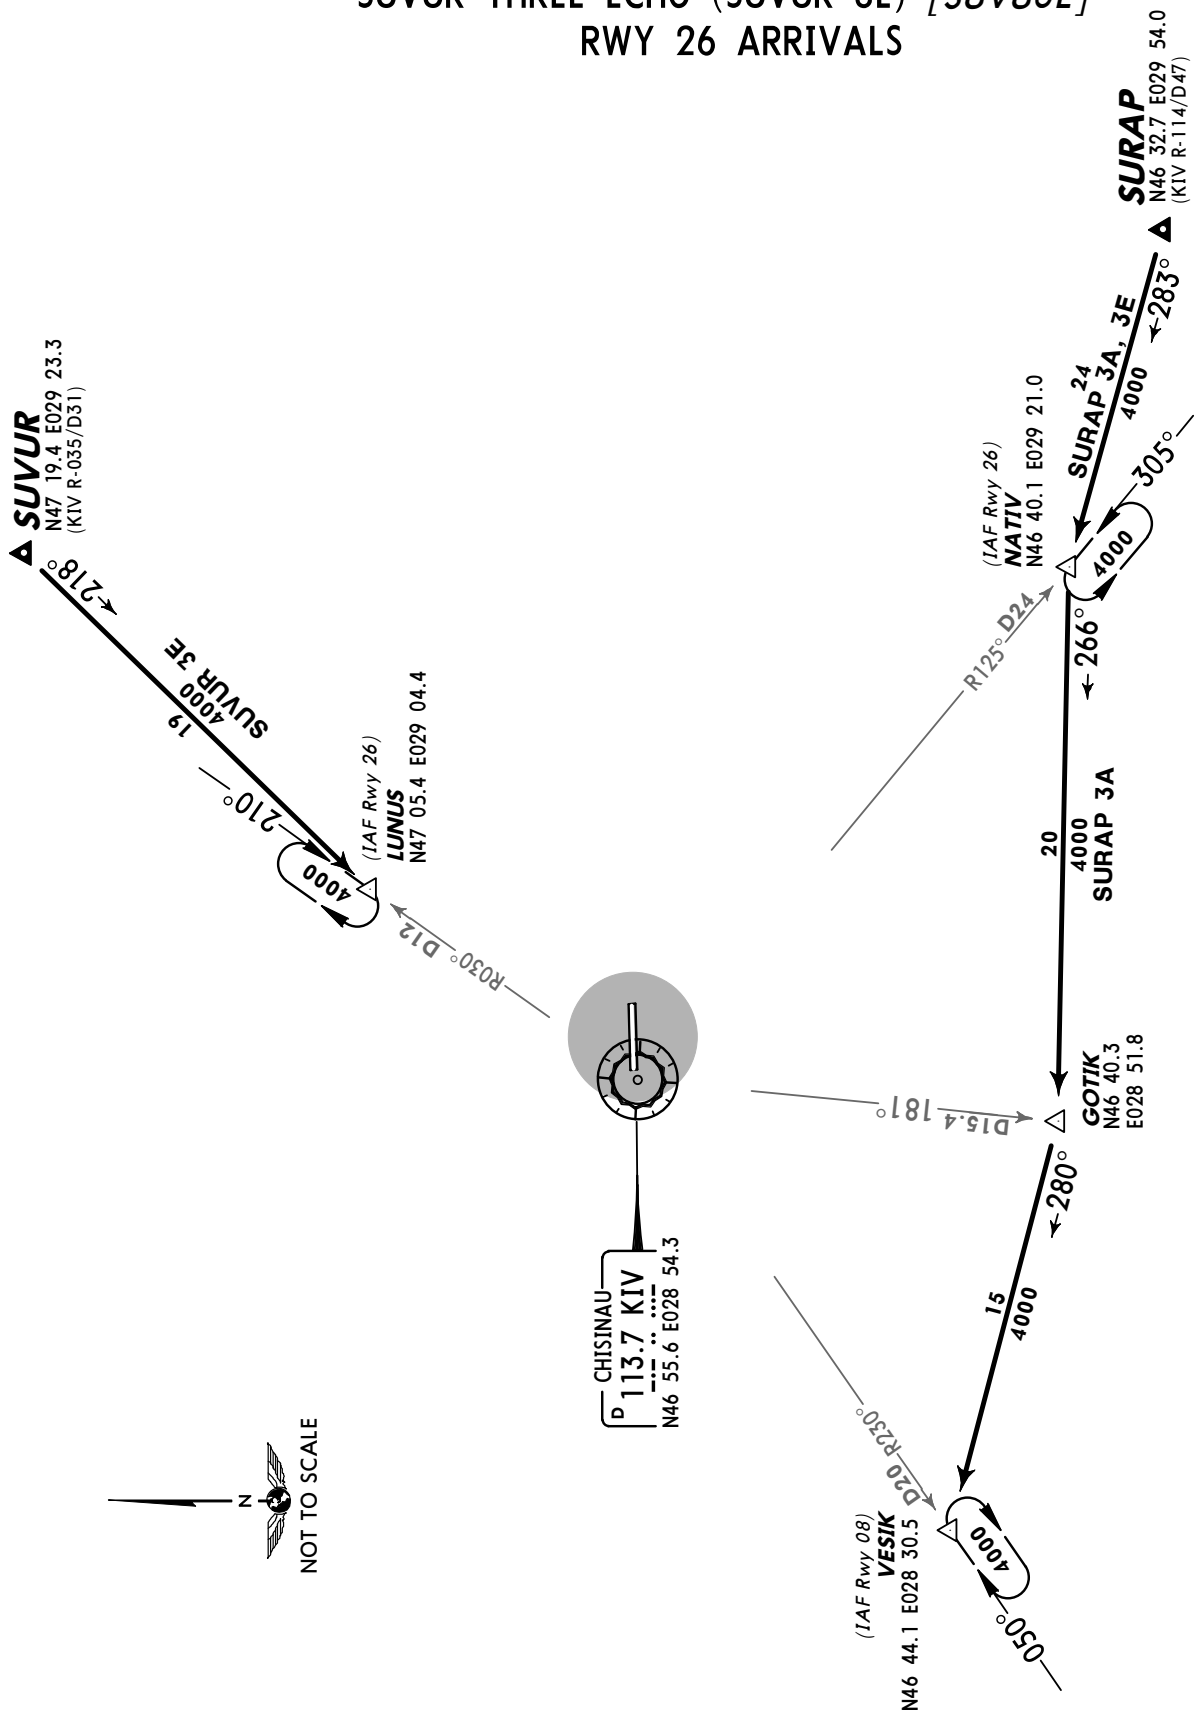 SUVUR THREE ECHO (SUVUR 3E) [SUVU3E]
RWY 26 ARRIVALS
SURAP
N46 32.7 E029 54.0
(KIV R-114/D47)
283°
24
SURAP 3A, 3E
4000
SUVUR
N47 19.4 E029 23.3
(KIV R-035/D31)
218°
SUVUR 3E
4000
19
210°
4000
(IAF Rwy 26)
LUNUS
N47 05.4 E029 04.4
D12
R030°
(IAF Rwy 26)
NATIV
N46 40.1 E029 21.0
305°
4000
R125° D24
266°
20
4000
SURAP 3A
GOTIK
N46 40.3
E028 51.8
D15.4 181°
280°
15
4000
CHISINAU
D
113.7 KIV
N46 55.6 E028 54.3
D20 R230°
(IAF Rwy 08)
VESIK
N46 44.1 E028 30.5
4000
050°
N
NOT TO SCALE